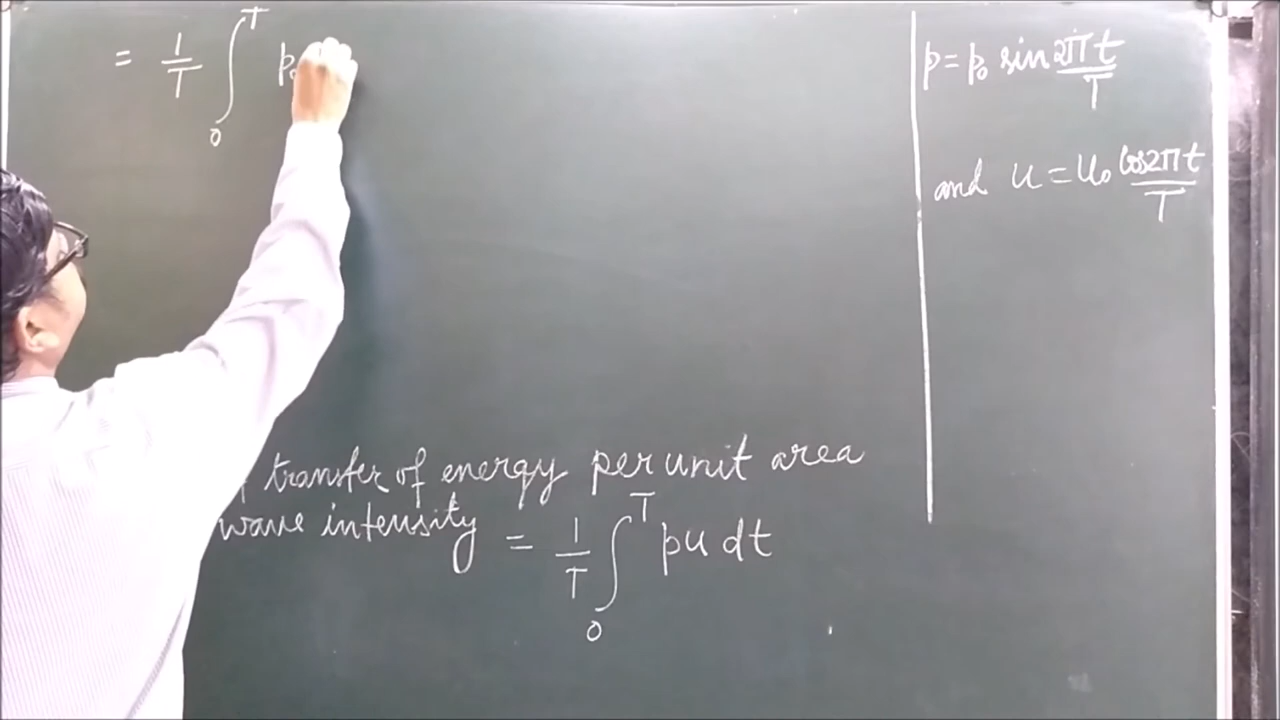 = 1/T ∫₀ᵀ p₀
p = p₀ sin 2πt/T
and u = u₀ cos2πt/T
transfer of energy per unit area
wave intensity = 1/T ∫₀ᵀ pu dt